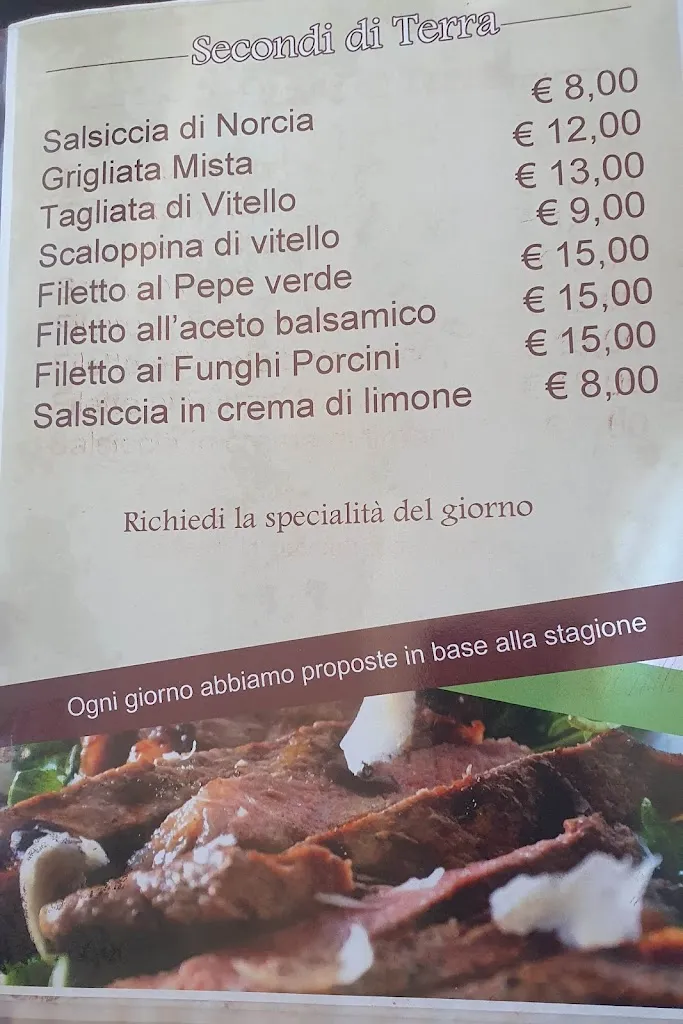 Secondi di Terra
Salsiccia di Norcia € 8,00
Grigliata Mista € 12,00
Tagliata di Vitello € 13,00
Scaloppina di vitello € 9,00
Filetto al Pepe verde € 15,00
Filetto all'aceto balsamico € 15,00
Filetto ai Funghi Porcini € 15,00
Salsiccia in crema di limone € 8,00
Richiedi la specialità del giorno
Ogni giorno abbiamo proposte in base alla stagione